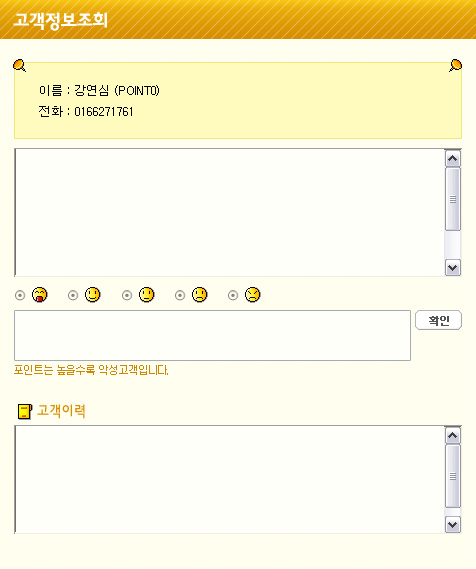 고객정보조회
이름 : 강연심 (POINT0)
전화 : 0166271761
확인
포인트는 높을수록 악성고객입니다.
고객이력